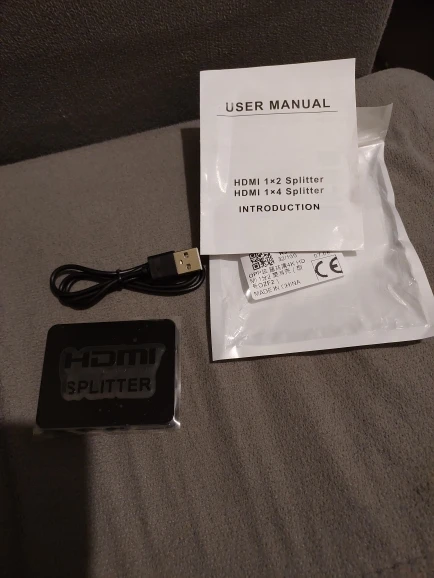 USER MANUAL
HDMI 1×2 Splitter
HDMI 1×4 Splitter
INTRODUCTION
CE
MADE IN CHINA
HDMI
SPLITTER